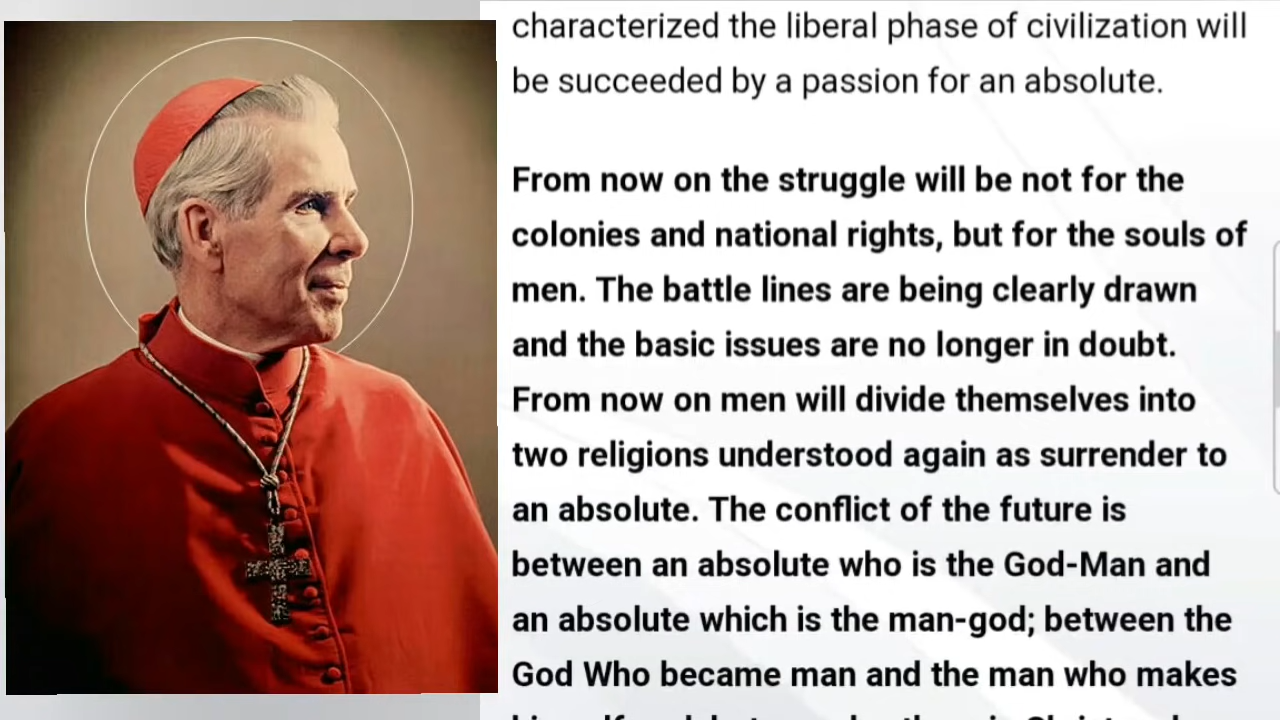 characterized the liberal phase of civilization will
be succeeded by a passion for an absolute.
From now on the struggle will be not for the
colonies and national rights, but for the souls of
men. The battle lines are being clearly drawn
and the basic issues are no longer in doubt.
From now on men will divide themselves into
two religions understood again as surrender to
an absolute. The conflict of the future is
between an absolute who is the God-Man and
an absolute which is the man-god; between the
God Who became man and the man who makes